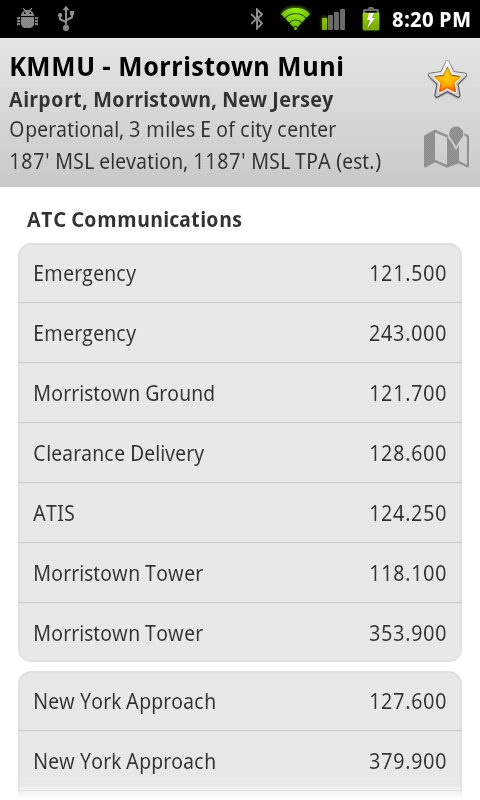 8:20 PM
KMMU - Morristown Muni
Airport, Morristown, New Jersey
Operational, 3 miles E of city center
187' MSL elevation, 1187' MSL TPA (est.)
ATC Communications
Emergency 121.500
Emergency 243.000
Morristown Ground 121.700
Clearance Delivery 128.600
ATIS 124.250
Morristown Tower 118.100
Morristown Tower 353.900
New York Approach 127.600
New York Approach 379.900